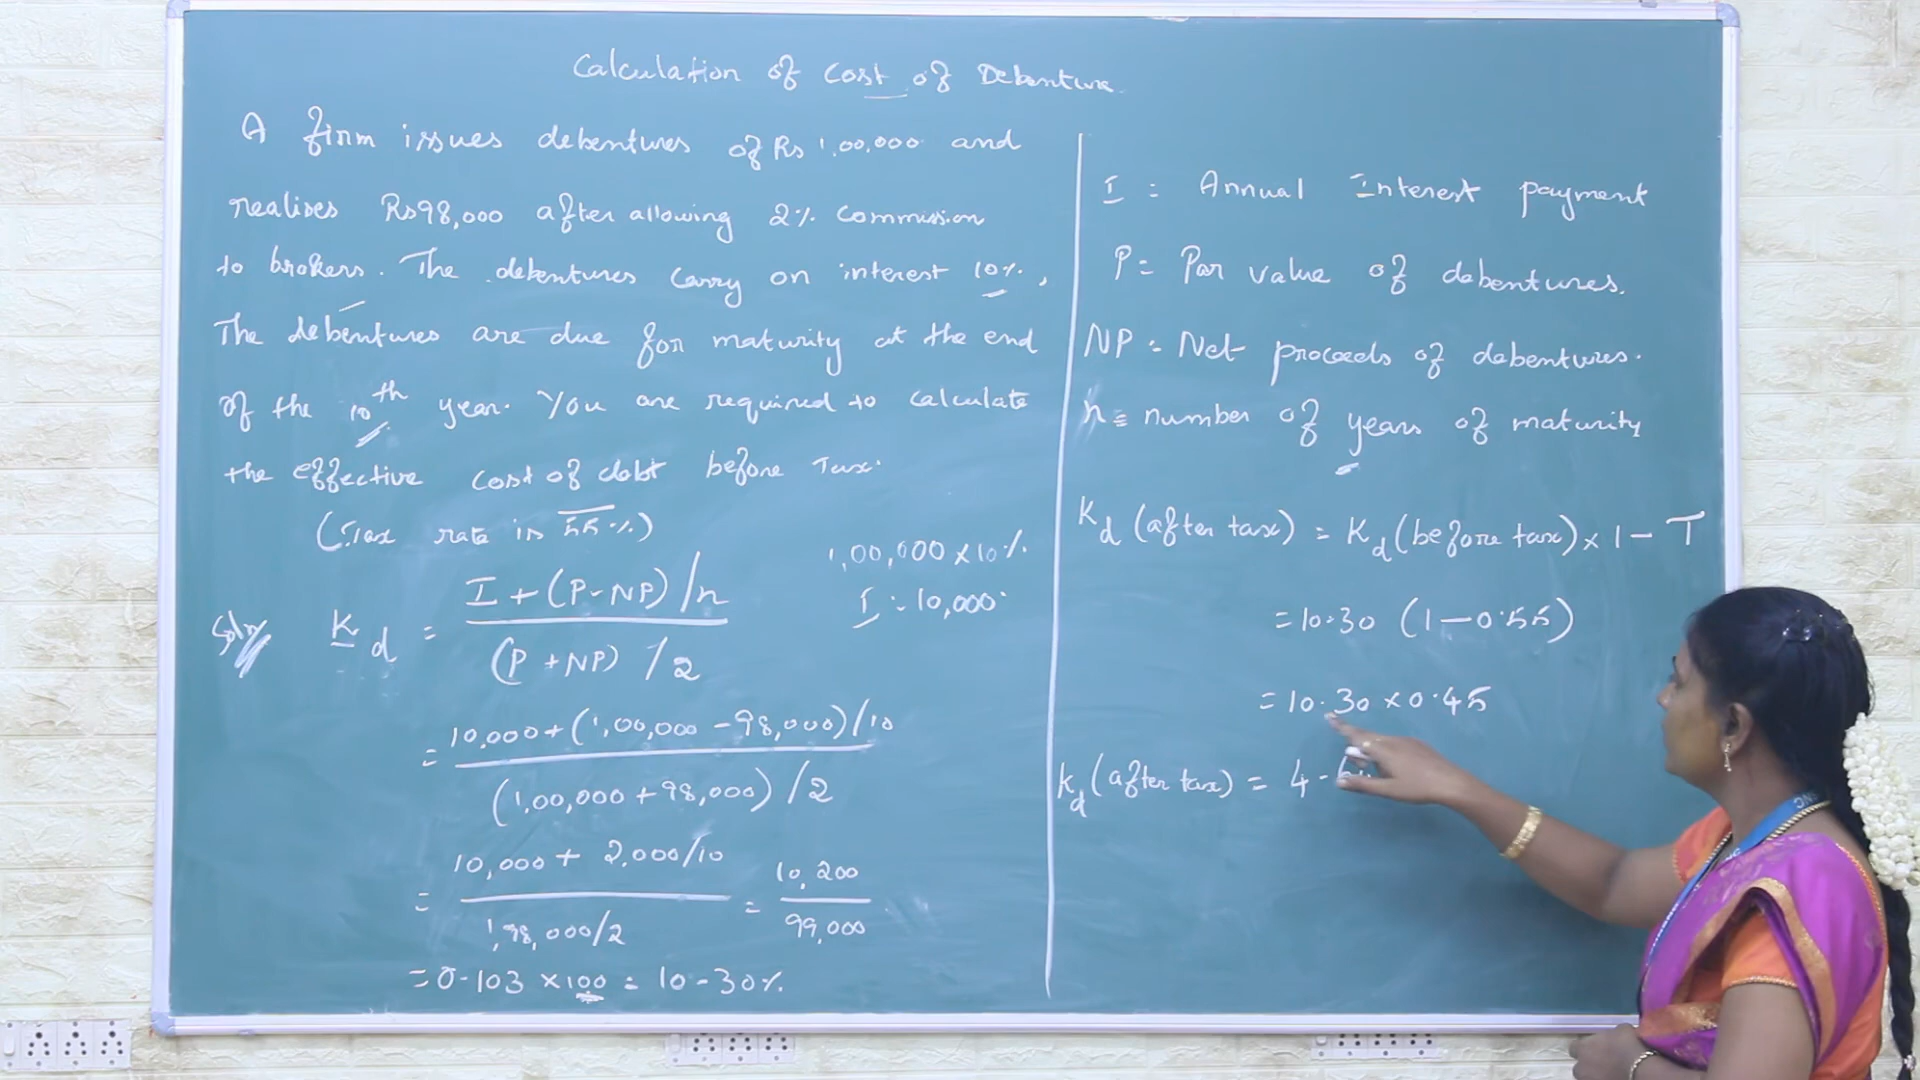 Calculation of Cost of Debenture
A firm issues debentures of Rs 1,00,000 and
realises Rs98,000 after allowing 2% commission
to brokers. The debentures carry on interest 10%,
The debentures are due for maturity at the end
of the 10th year. You are required to calculate
the effective cost of debt before Tax.
(Tax rate is 55%)
1,00,000 x 10%
I = 10,000
Soln Kd = I + (P-NP)/n
(P + NP) /2
= 10,000 + (1,00,000 - 98,000)/10
(1,00,000 + 98,000) /2
= 10,000 + 2,000/10 = 10,200
1,98,000/2 99,000
= 0.103 x 100 = 10-30%
I : Annual Interest payment
P = Par value of debentures.
NP : Net proceeds of debentures.
n = number of years of maturity
Kd (after tax) = Kd (before tax) x 1 - T
= 10.30 (1 - 0.55)
= 10.30 x 0.45
Kd (after tax) = 4-6